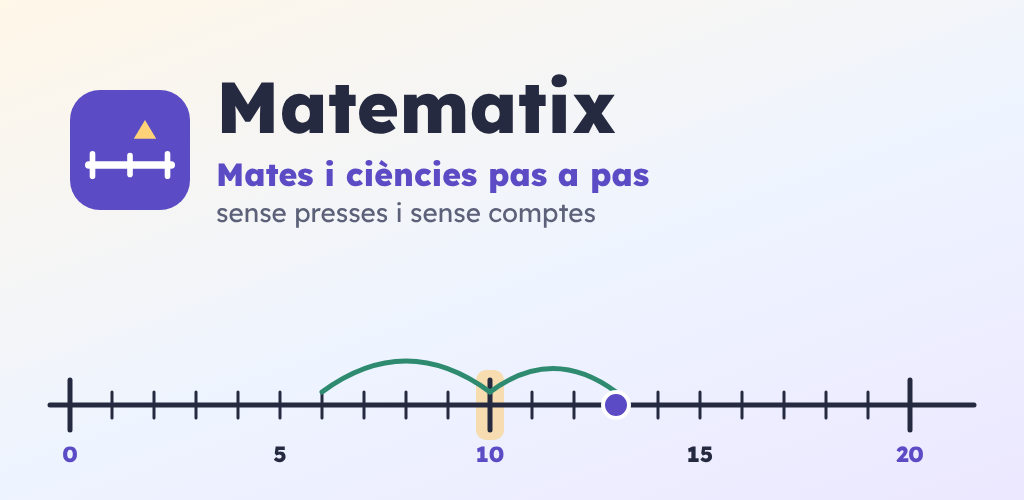 Matematix
Mates i ciències pas a pas
sense presses i sense comptes
0 5 10 15 20